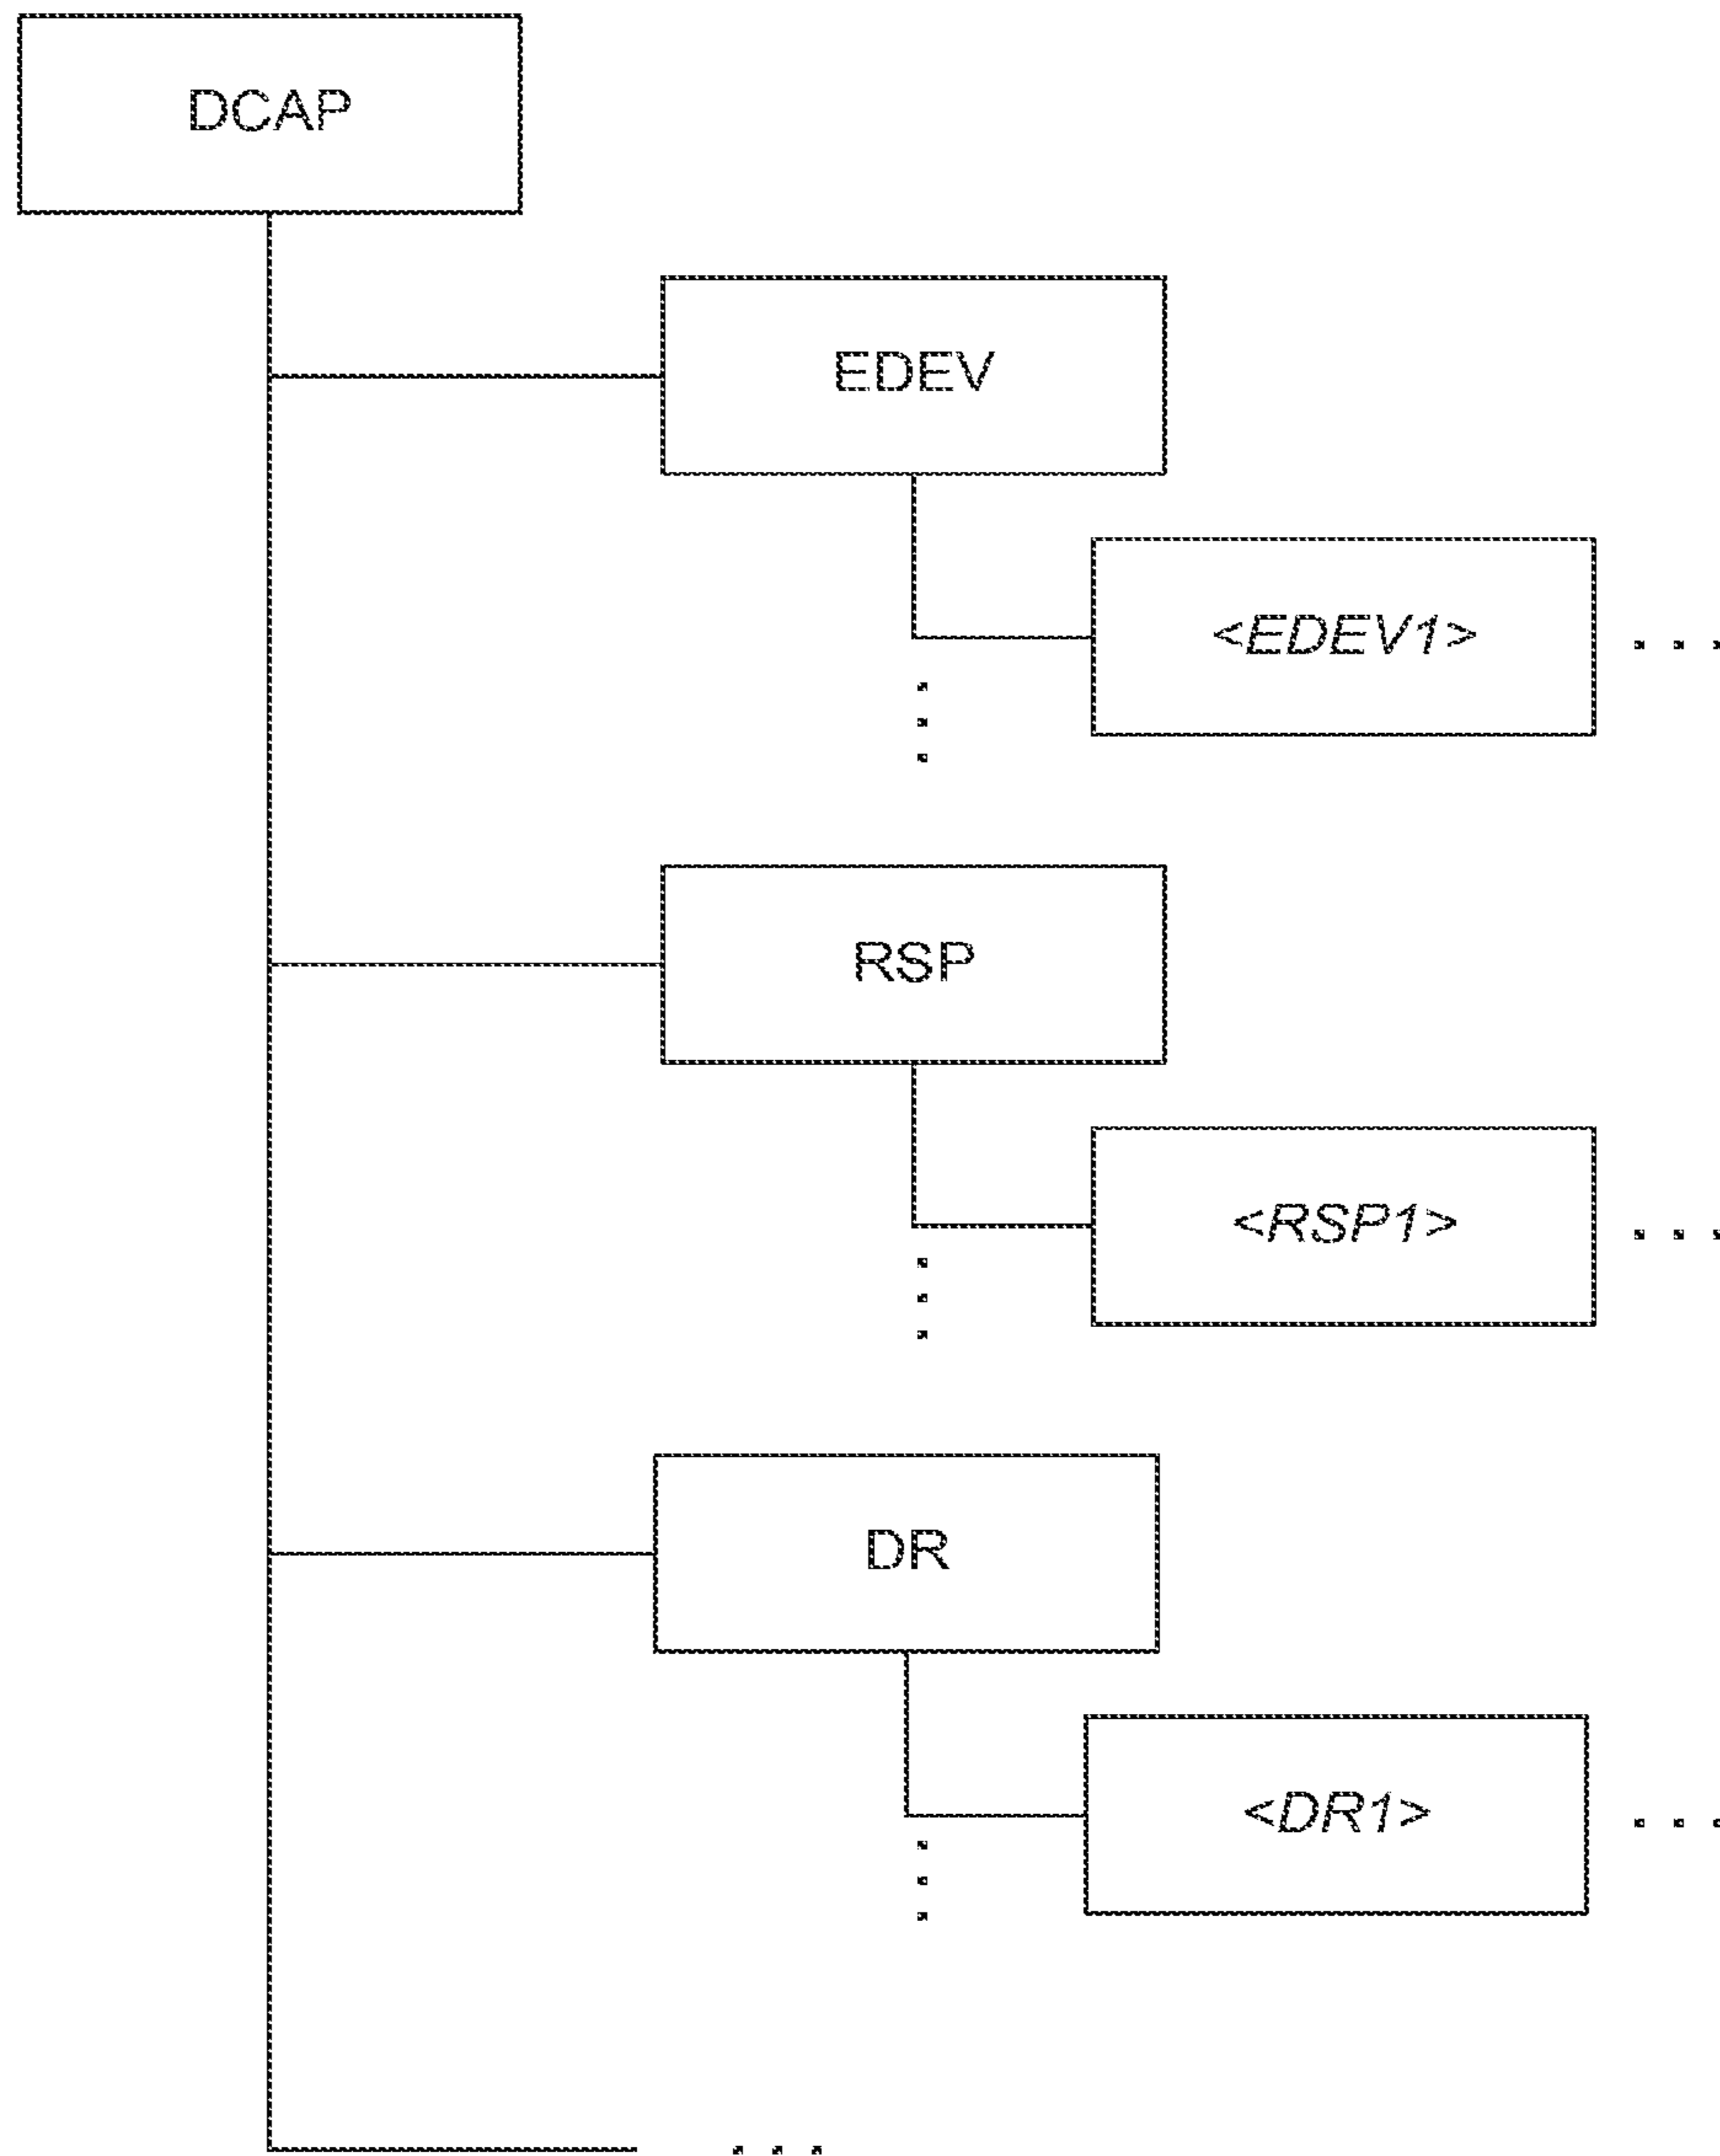 DCAP
EDEV
<EDEV1>
RSP
<RSP1>
DR
<DR1>